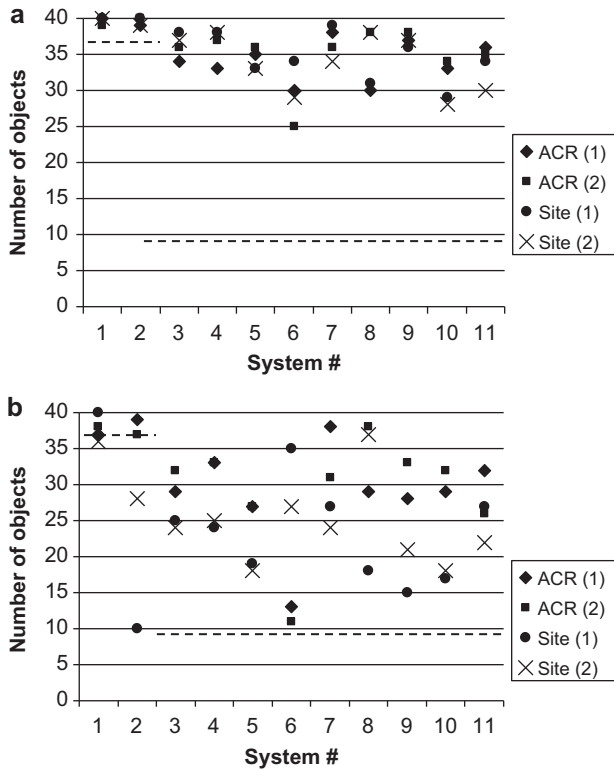 a
Number of objects
40
35
30
25
20
15
10
5
0
1 2 3 4 5 6 7 8 9 10 11
System #
ACR (1)
ACR (2)
Site (1)
Site (2)
b
Number of objects
40
35
30
25
20
15
10
5
0
1 2 3 4 5 6 7 8 9 10 11
System #
ACR (1)
ACR (2)
Site (1)
Site (2)